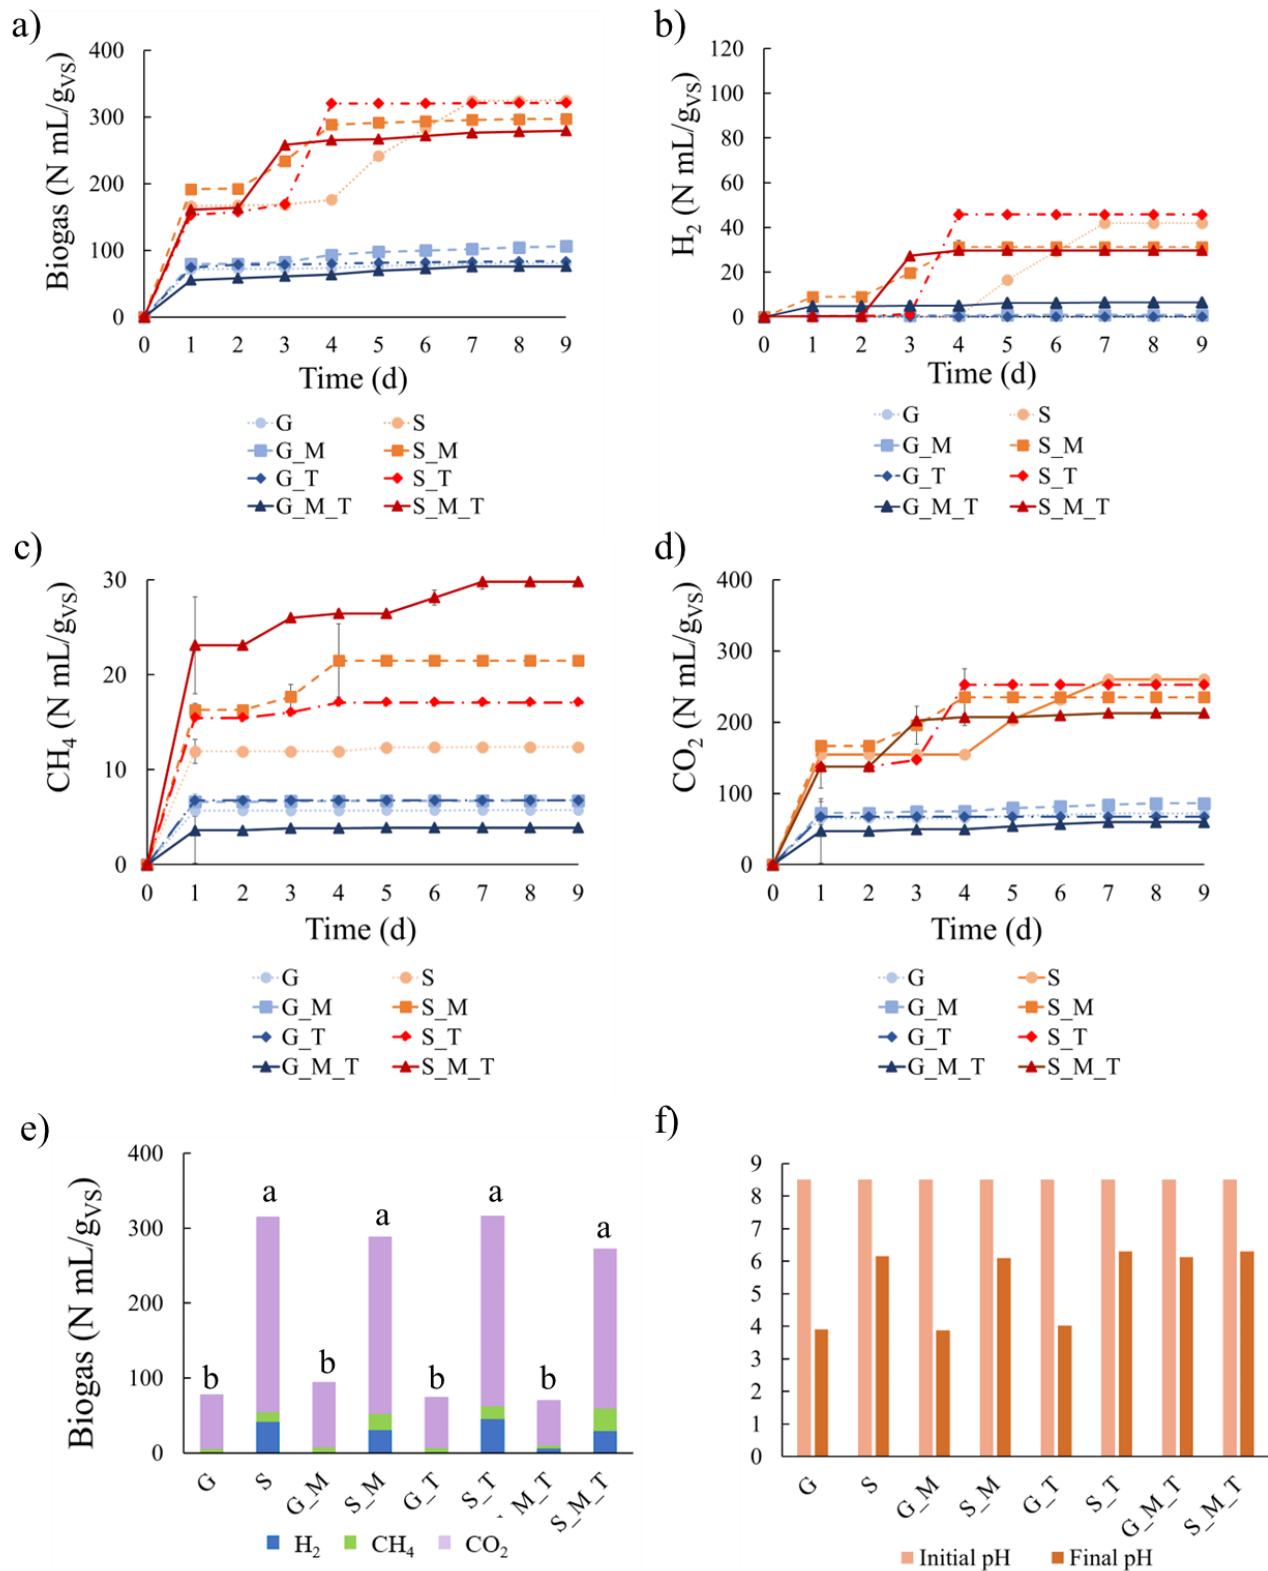 a)
Biogas (N mL/gVS)
400
300
200
100
0
0 1 2 3 4 5 6 7 8 9
Time (d)
G S
G_M S_M
G_T S_T
G_M_T S_M_T
b)
H2 (N mL/gVS)
120
100
80
60
40
20
0
0 1 2 3 4 5 6 7 8 9
Time (d)
G S
G_M S_M
G_T S_T
G_M_T S_M_T
c)
CH4 (N mL/gVS)
30
20
10
0
0 1 2 3 4 5 6 7 8 9
Time (d)
G S
G_M S_M
G_T S_T
G_M_T S_M_T
d)
CO2 (N mL/gVS)
400
300
200
100
0
0 1 2 3 4 5 6 7 8 9
Time (d)
G S
G_M S_M
G_T S_T
G_M_T S_M_T
e)
Biogas (N mL/gVS)
400
300
200
100
0
b a b a b a b a
G S G_M S_M G_T S_T _M_T S_M_T
H2 CH4 CO2
f)
9
8
7
6
5
4
3
2
1
0
G S G_M S_M G_T S_T G_M_T S_M_T
Initial pH Final pH